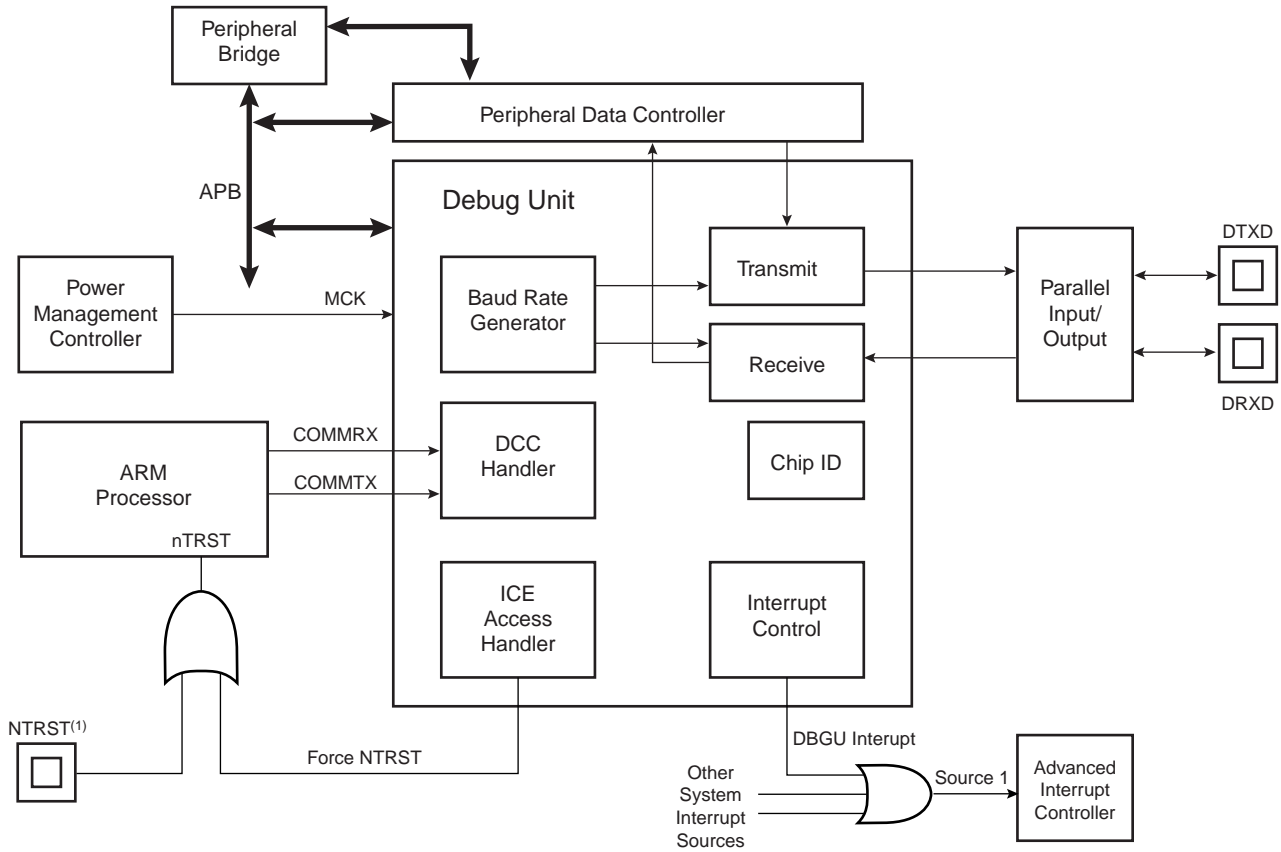 Peripheral
Bridge
Peripheral Data Controller
APB
Debug Unit
DTXD
Transmit
Power
Management
Controller
MCK
Baud Rate
Generator
Parallel
Input/
Output
Receive
DRXD
ARM
Processor
COMMRX
COMMTX
DCC
Handler
Chip ID
nTRST
ICE
Access
Handler
Interrupt
Control
NTRST(1)
Force NTRST
DBGU Interupt
Other
System
Interrupt
Sources
Source 1
Advanced
Interrupt
Controller